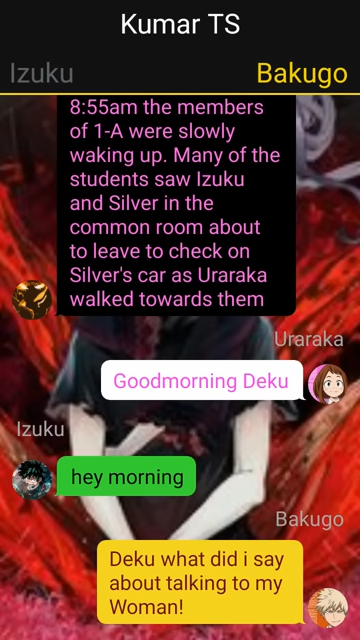 Kumar TS
Izuku
Bakugo
8:55am the members
of 1-A were slowly
waking up. Many of the
students saw Izuku
and Silver in the
common room about
to leave to check on
Silver's car as Uraraka
walked towards them
Uraraka
Goodmorning Deku
Izuku
hey morning
Bakugo
Deku what did i say
about talking to my
Woman!